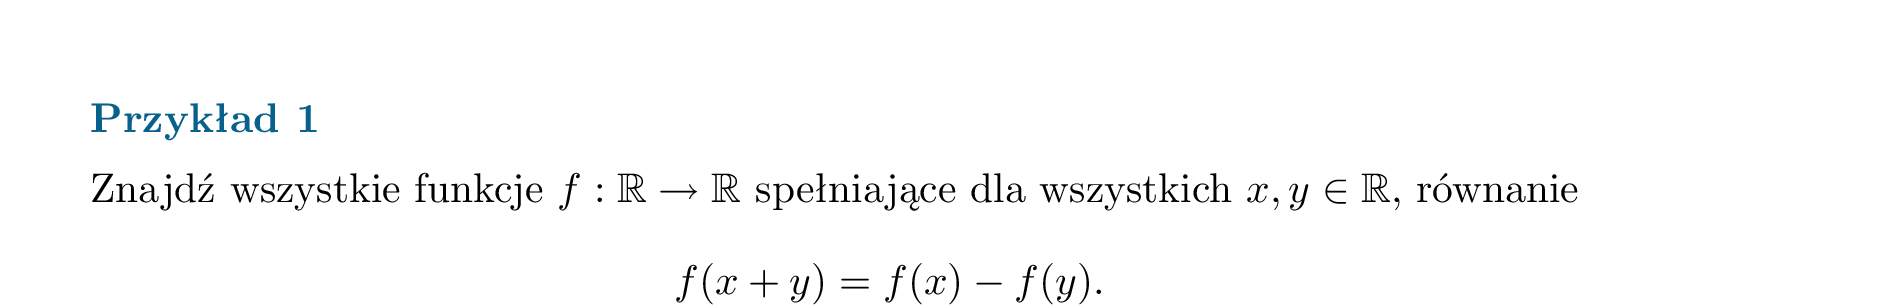 Przykład 1
Znajdź wszystkie funkcje f : ℝ → ℝ spełniające dla wszystkich x, y ∈ ℝ, równanie
f(x + y) = f(x) − f(y).